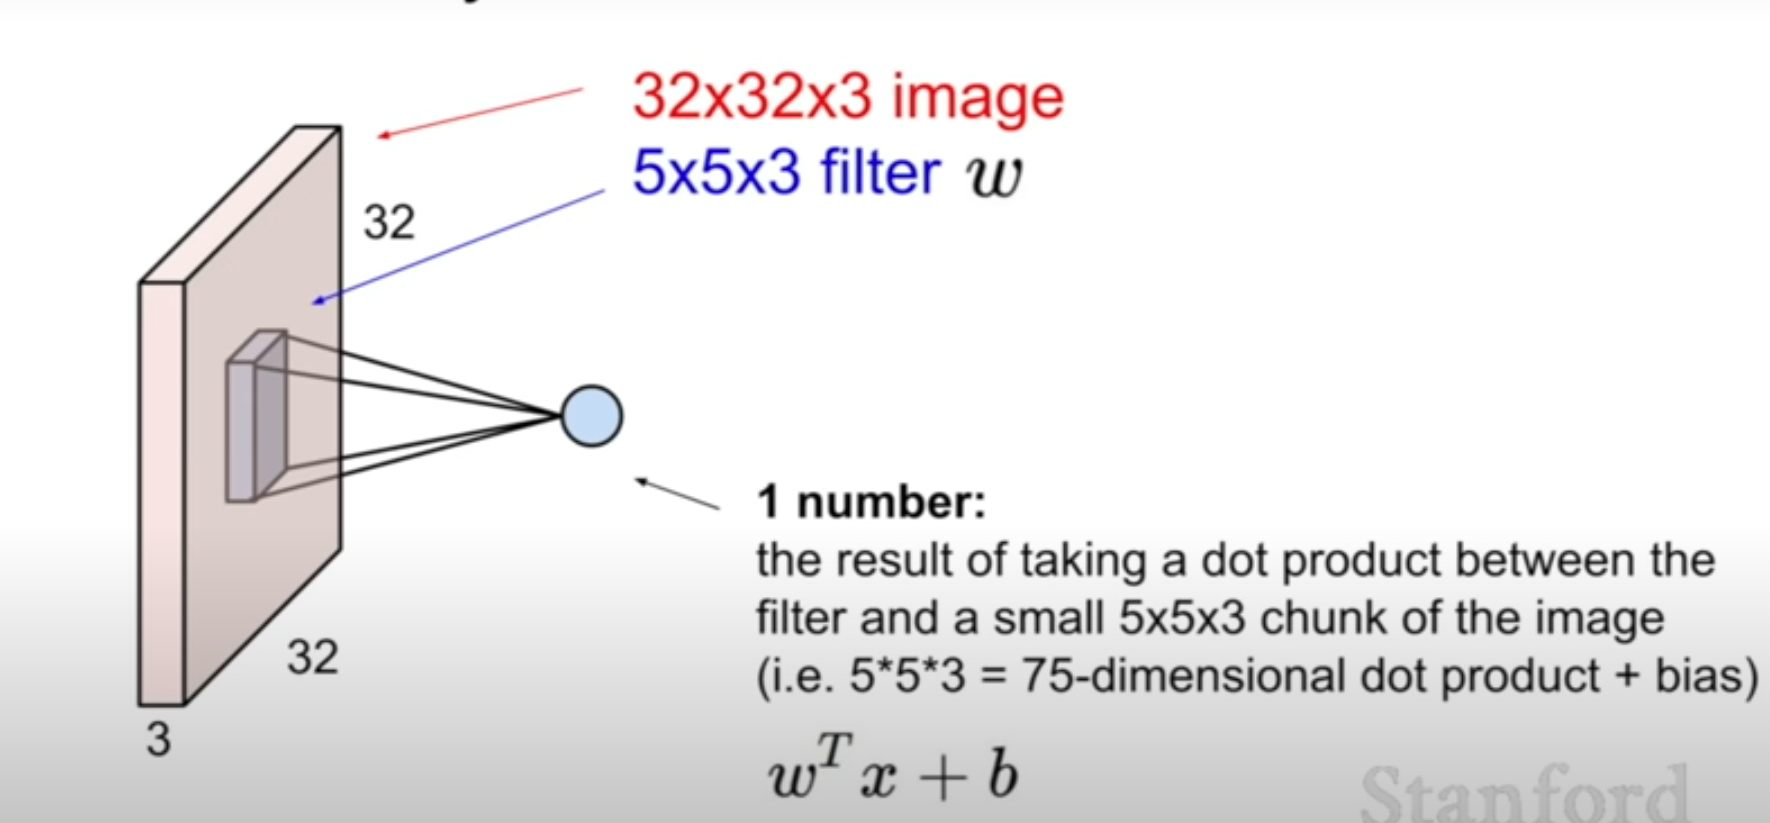 32x32x3 image
5x5x3 filter w
32
32
3
1 number:
the result of taking a dot product between the
filter and a small 5x5x3 chunk of the image
(i.e. 5*5*3 = 75-dimensional dot product + bias)
w^T x + b
Stanford